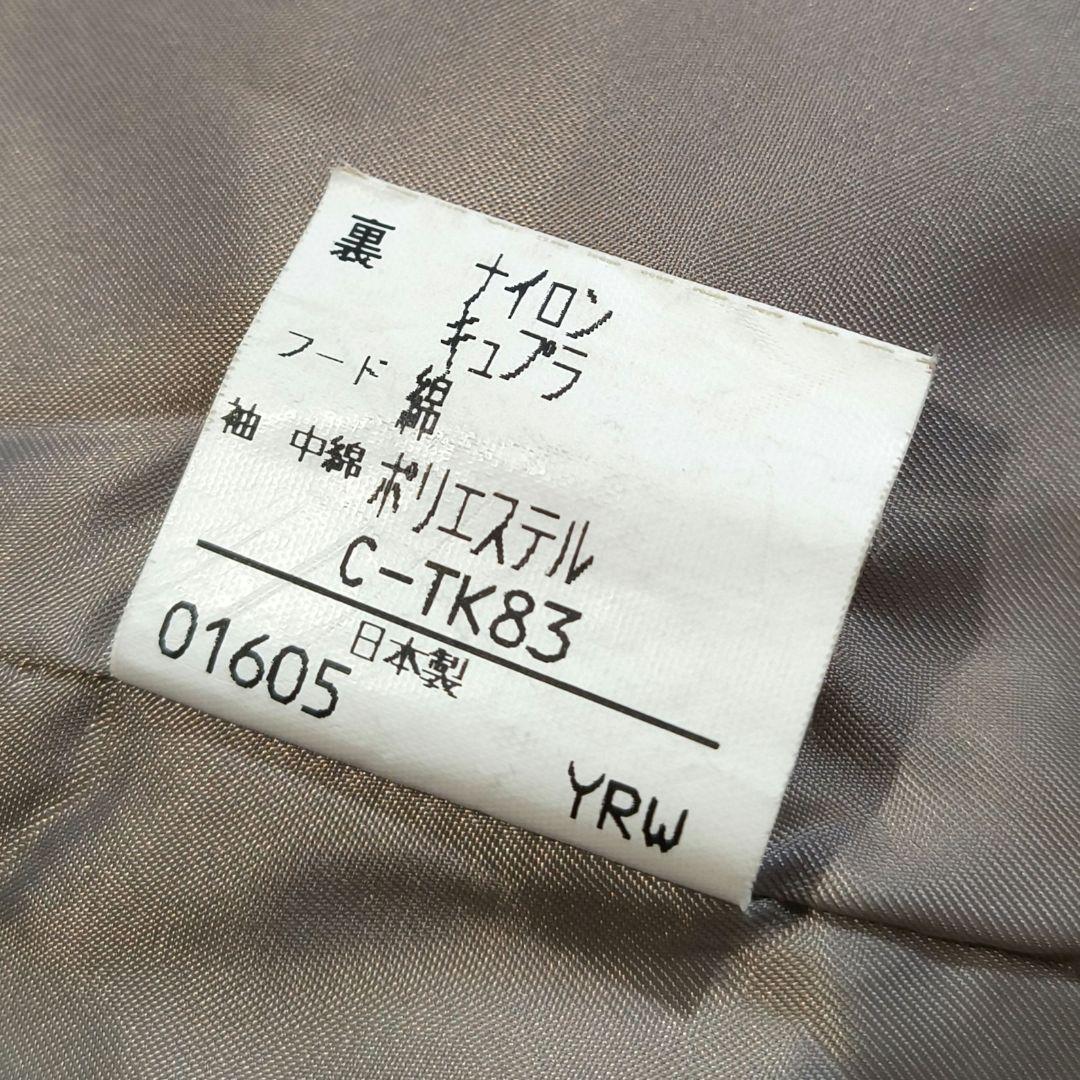 裏 ナイロン
キュプラ
フード 綿
袖 中綿 ポリエステル
C-TK83
日本製
01605
YRW